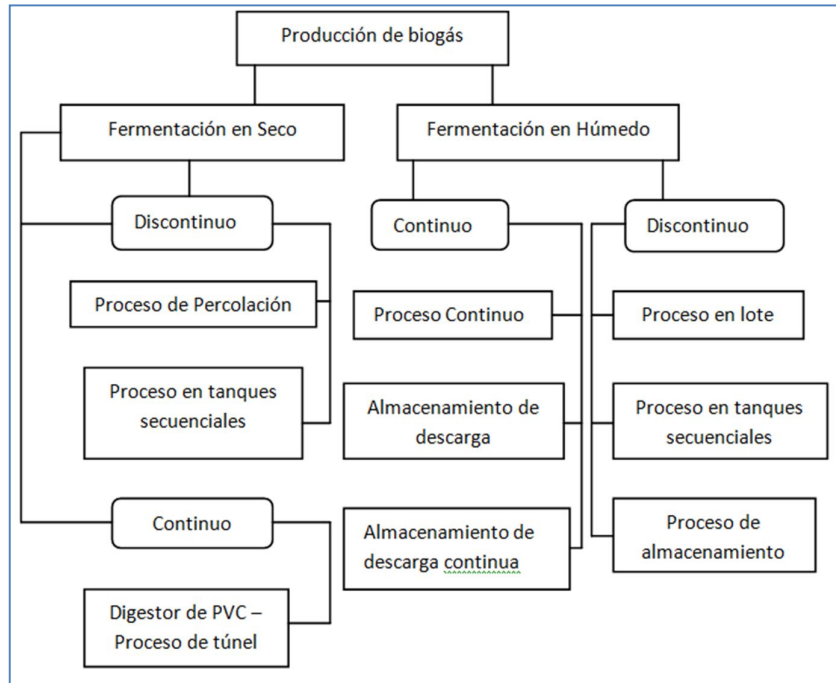 Producción de biogás
Fermentación en Seco
Fermentación en Húmedo
Discontinuo
Continuo
Discontinuo
Proceso de Percolación
Proceso Continuo
Proceso en lote
Proceso en tanques
secuenciales
Almacenamiento de
descarga
Proceso en tanques
secuenciales
Continuo
Almacenamiento de
descarga continua
Proceso de
almacenamiento
Digestor de PVC –
Proceso de túnel